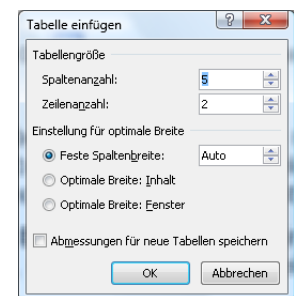 Tabelle einfügen
Tabellengröße
Spaltenanzahl: 5
Zeilenanzahl: 2
Einstellung für optimale Breite
Feste Spaltenbreite: Auto
Optimale Breite: Inhalt
Optimale Breite: Fenster
Abmessungen für neue Tabellen speichern
OK Abbrechen